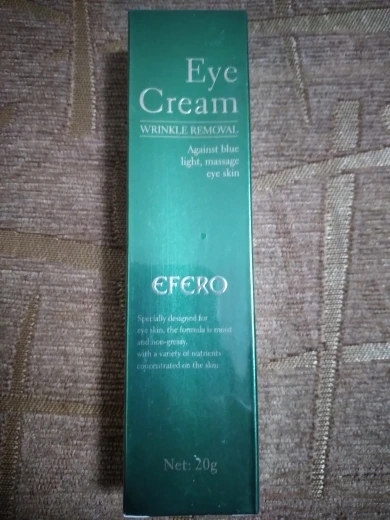 Eye
Cream
WRINKLE REMOVAL
Against blue
light, massage
eye skin
EFERO
Specially designed for
eye skin, the formula is moist
and non-greasy,
with a variety of nutrients
concentrated on the skin
Net: 20g